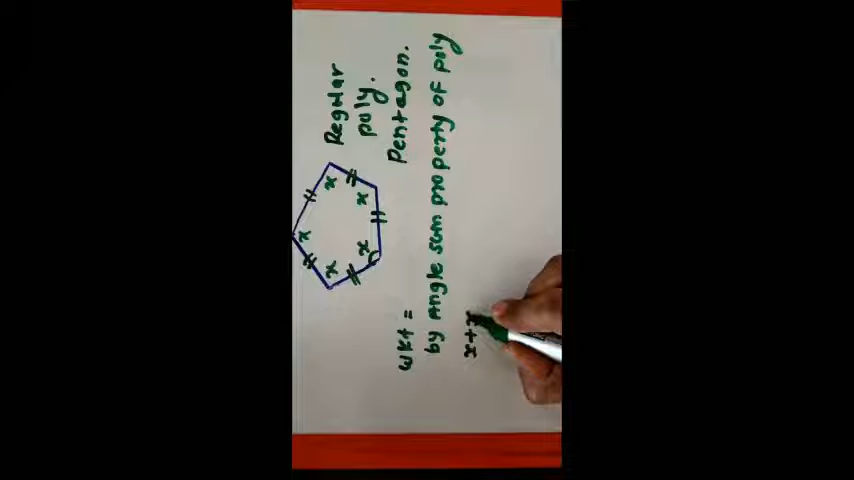 Regular
poly.
Pentagon.
x
x
x
x
x
wkt =
by Angle sum property of poly
x+x